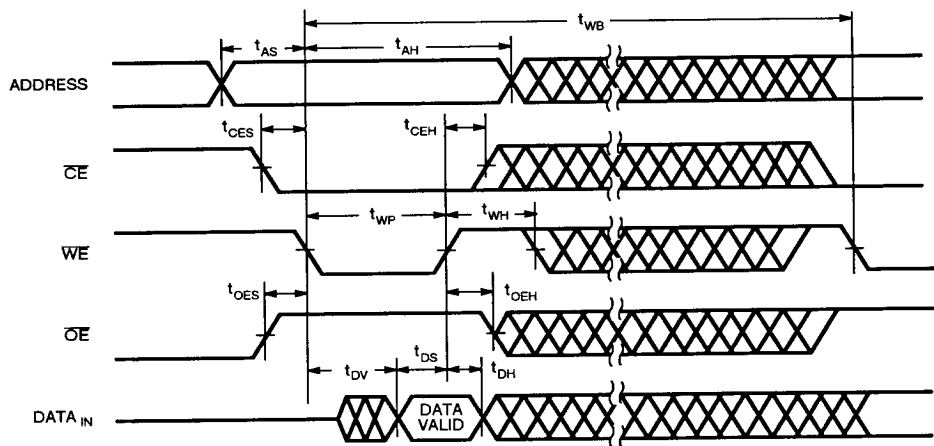 tWB
tAS
tAH
ADDRESS
tCES
tCEH
CE
tWP
tWH
WE
tOES
tOEH
OE
tDV
tDS
tDH
DATA IN
DATA
VALID